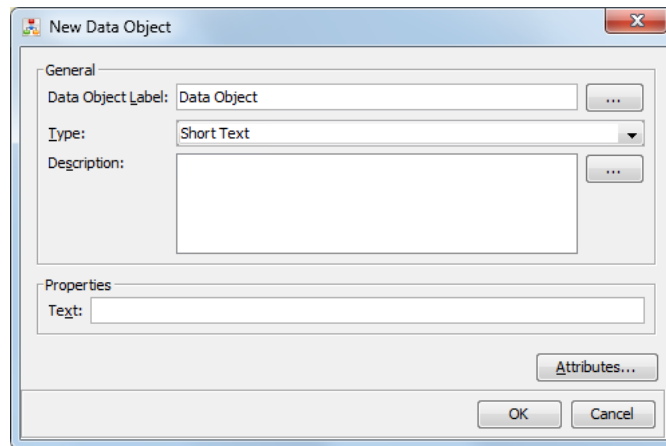 New Data Object
General
Data Object Label: Data Object ...
Type: Short Text
Description: ...
Properties
Text:
Attributes...
OK Cancel